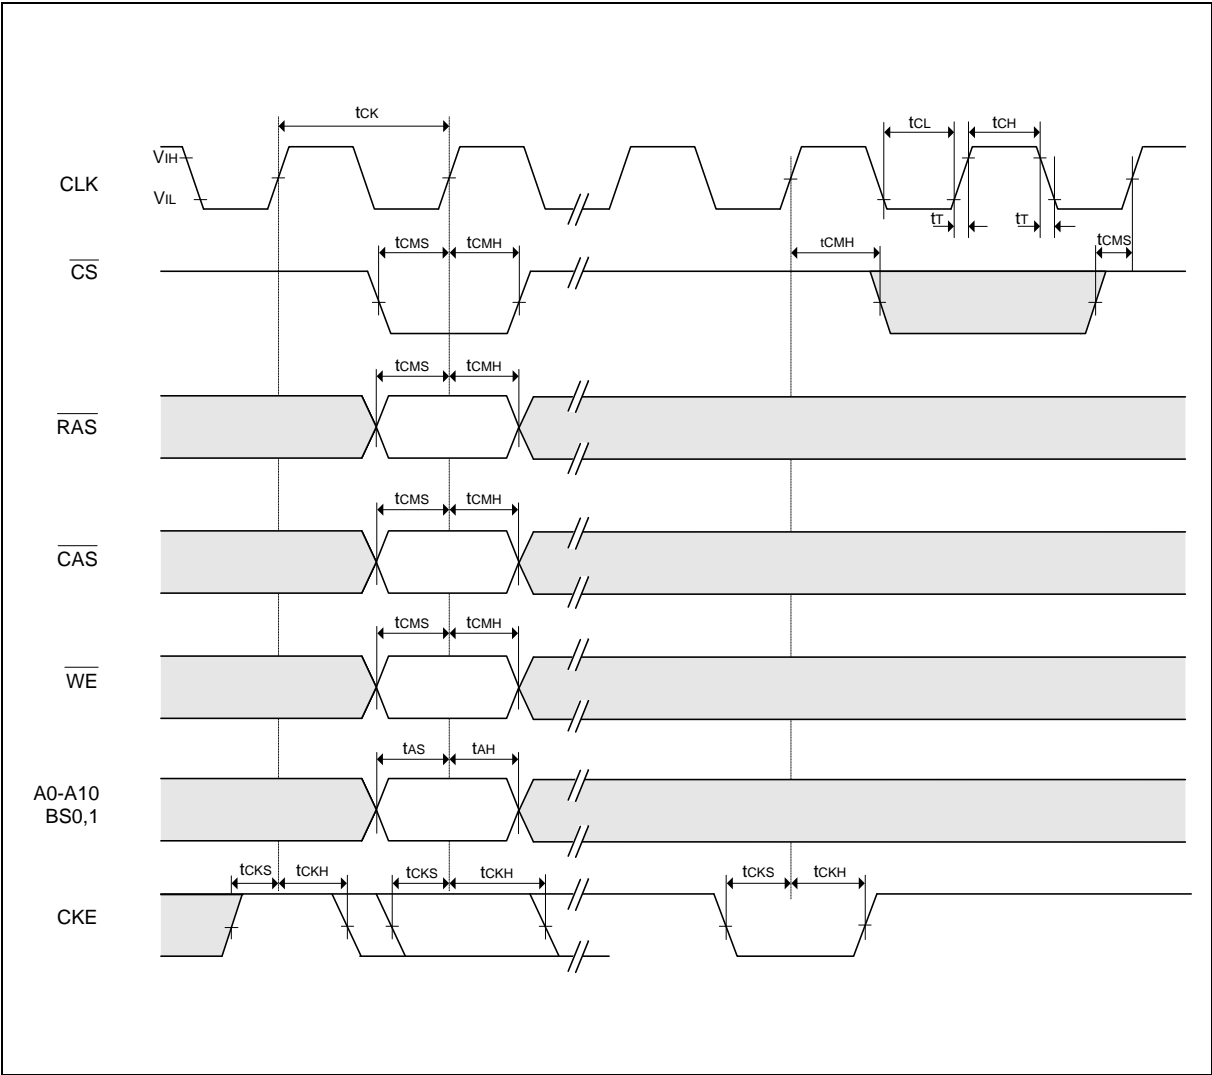 tCK
tCL
tCH
VIH
CLK
VIL
tT
tT
tCMS
tCMH
tCMH
tCMS
CS
tCMS
tCMH
RAS
tCMS
tCMH
CAS
tCMS
tCMH
WE
tAS
tAH
A0-A10
BS0,1
tCKS
tCKH
tCKS
tCKH
tCKS
tCKH
CKE